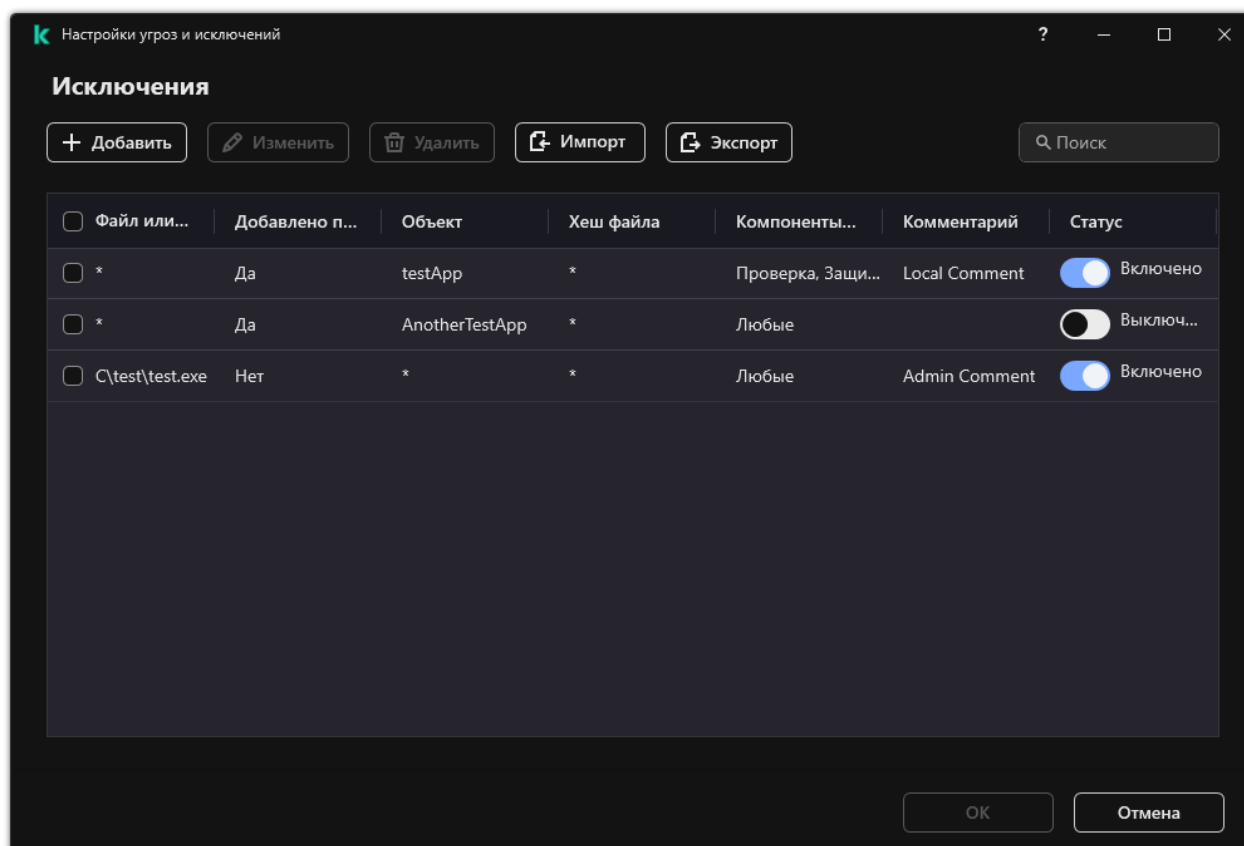 Настройки угроз и исключений ?
Исключения
Добавить Изменить Удалить Импорт Экспорт Поиск
Файл или... Добавлено п... Объект Хеш файла Компоненты... Комментарий Статус
* Да testApp * Проверка, Защи... Local Comment Включено
* Да AnotherTestApp * Любые Выключ...
C\test\test.exe Нет * * Любые Admin Comment Включено
ОК Отмена